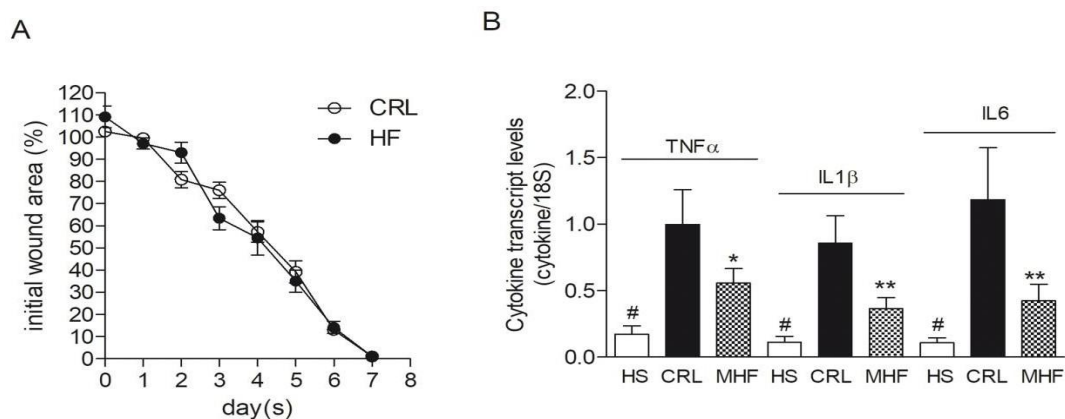 A
initial wound area (%)
120
110
100
90
80
70
60
50
40
30
20
10
0
0 1 2 3 4 5 6 7 8
day(s)
CRL
HF
B
Cytokine transcript levels
(cytokine/18S)
2.0
1.5
1.0
0.5
0.0
TNFα
IL1β
IL6
# * # ** # **
HS CRL MHF HS CRL MHF HS CRL MHF